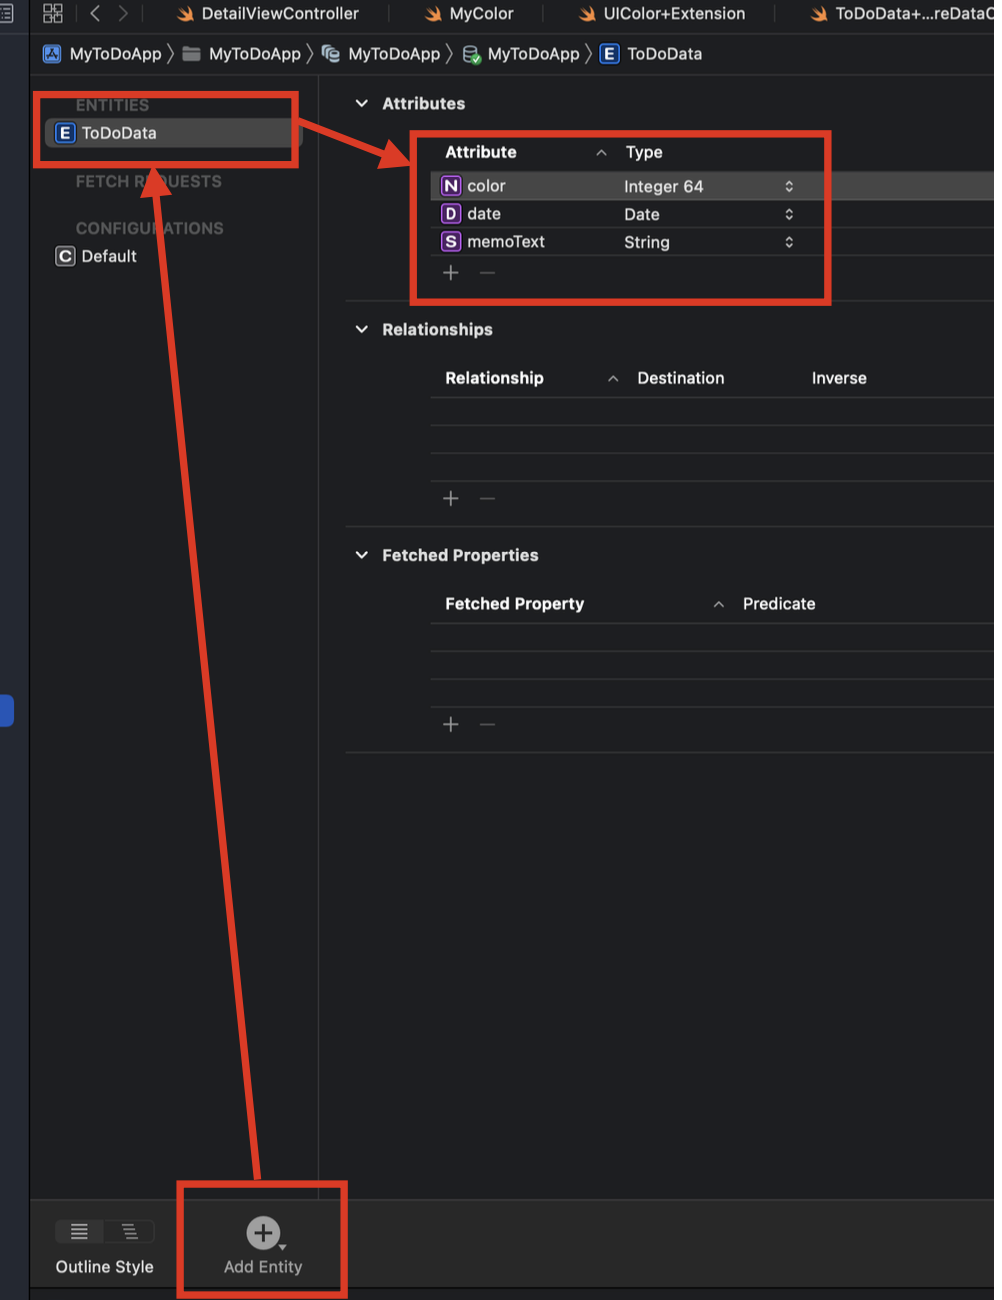 DetailViewController MyColor UIColor+Extension ToDoData+...reDataC
MyToDoApp MyToDoApp MyToDoApp MyToDoApp E ToDoData
ENTITIES
E ToDoData
FETCH REQUESTS
CONFIGURATIONS
C Default
Attributes
Attribute Type
N color Integer 64
D date Date
S memoText String
Relationships
Relationship Destination Inverse
Fetched Properties
Fetched Property Predicate
Outline Style
Add Entity